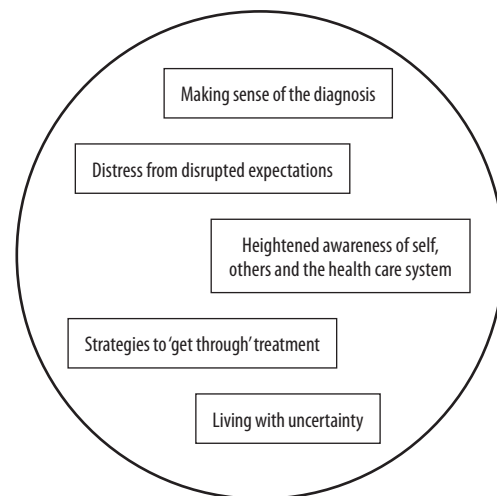 Making sense of the diagnosis
Distress from disrupted expectations
Heightened awareness of self,
others and the health care system
Strategies to ‘get through’ treatment
Living with uncertainty